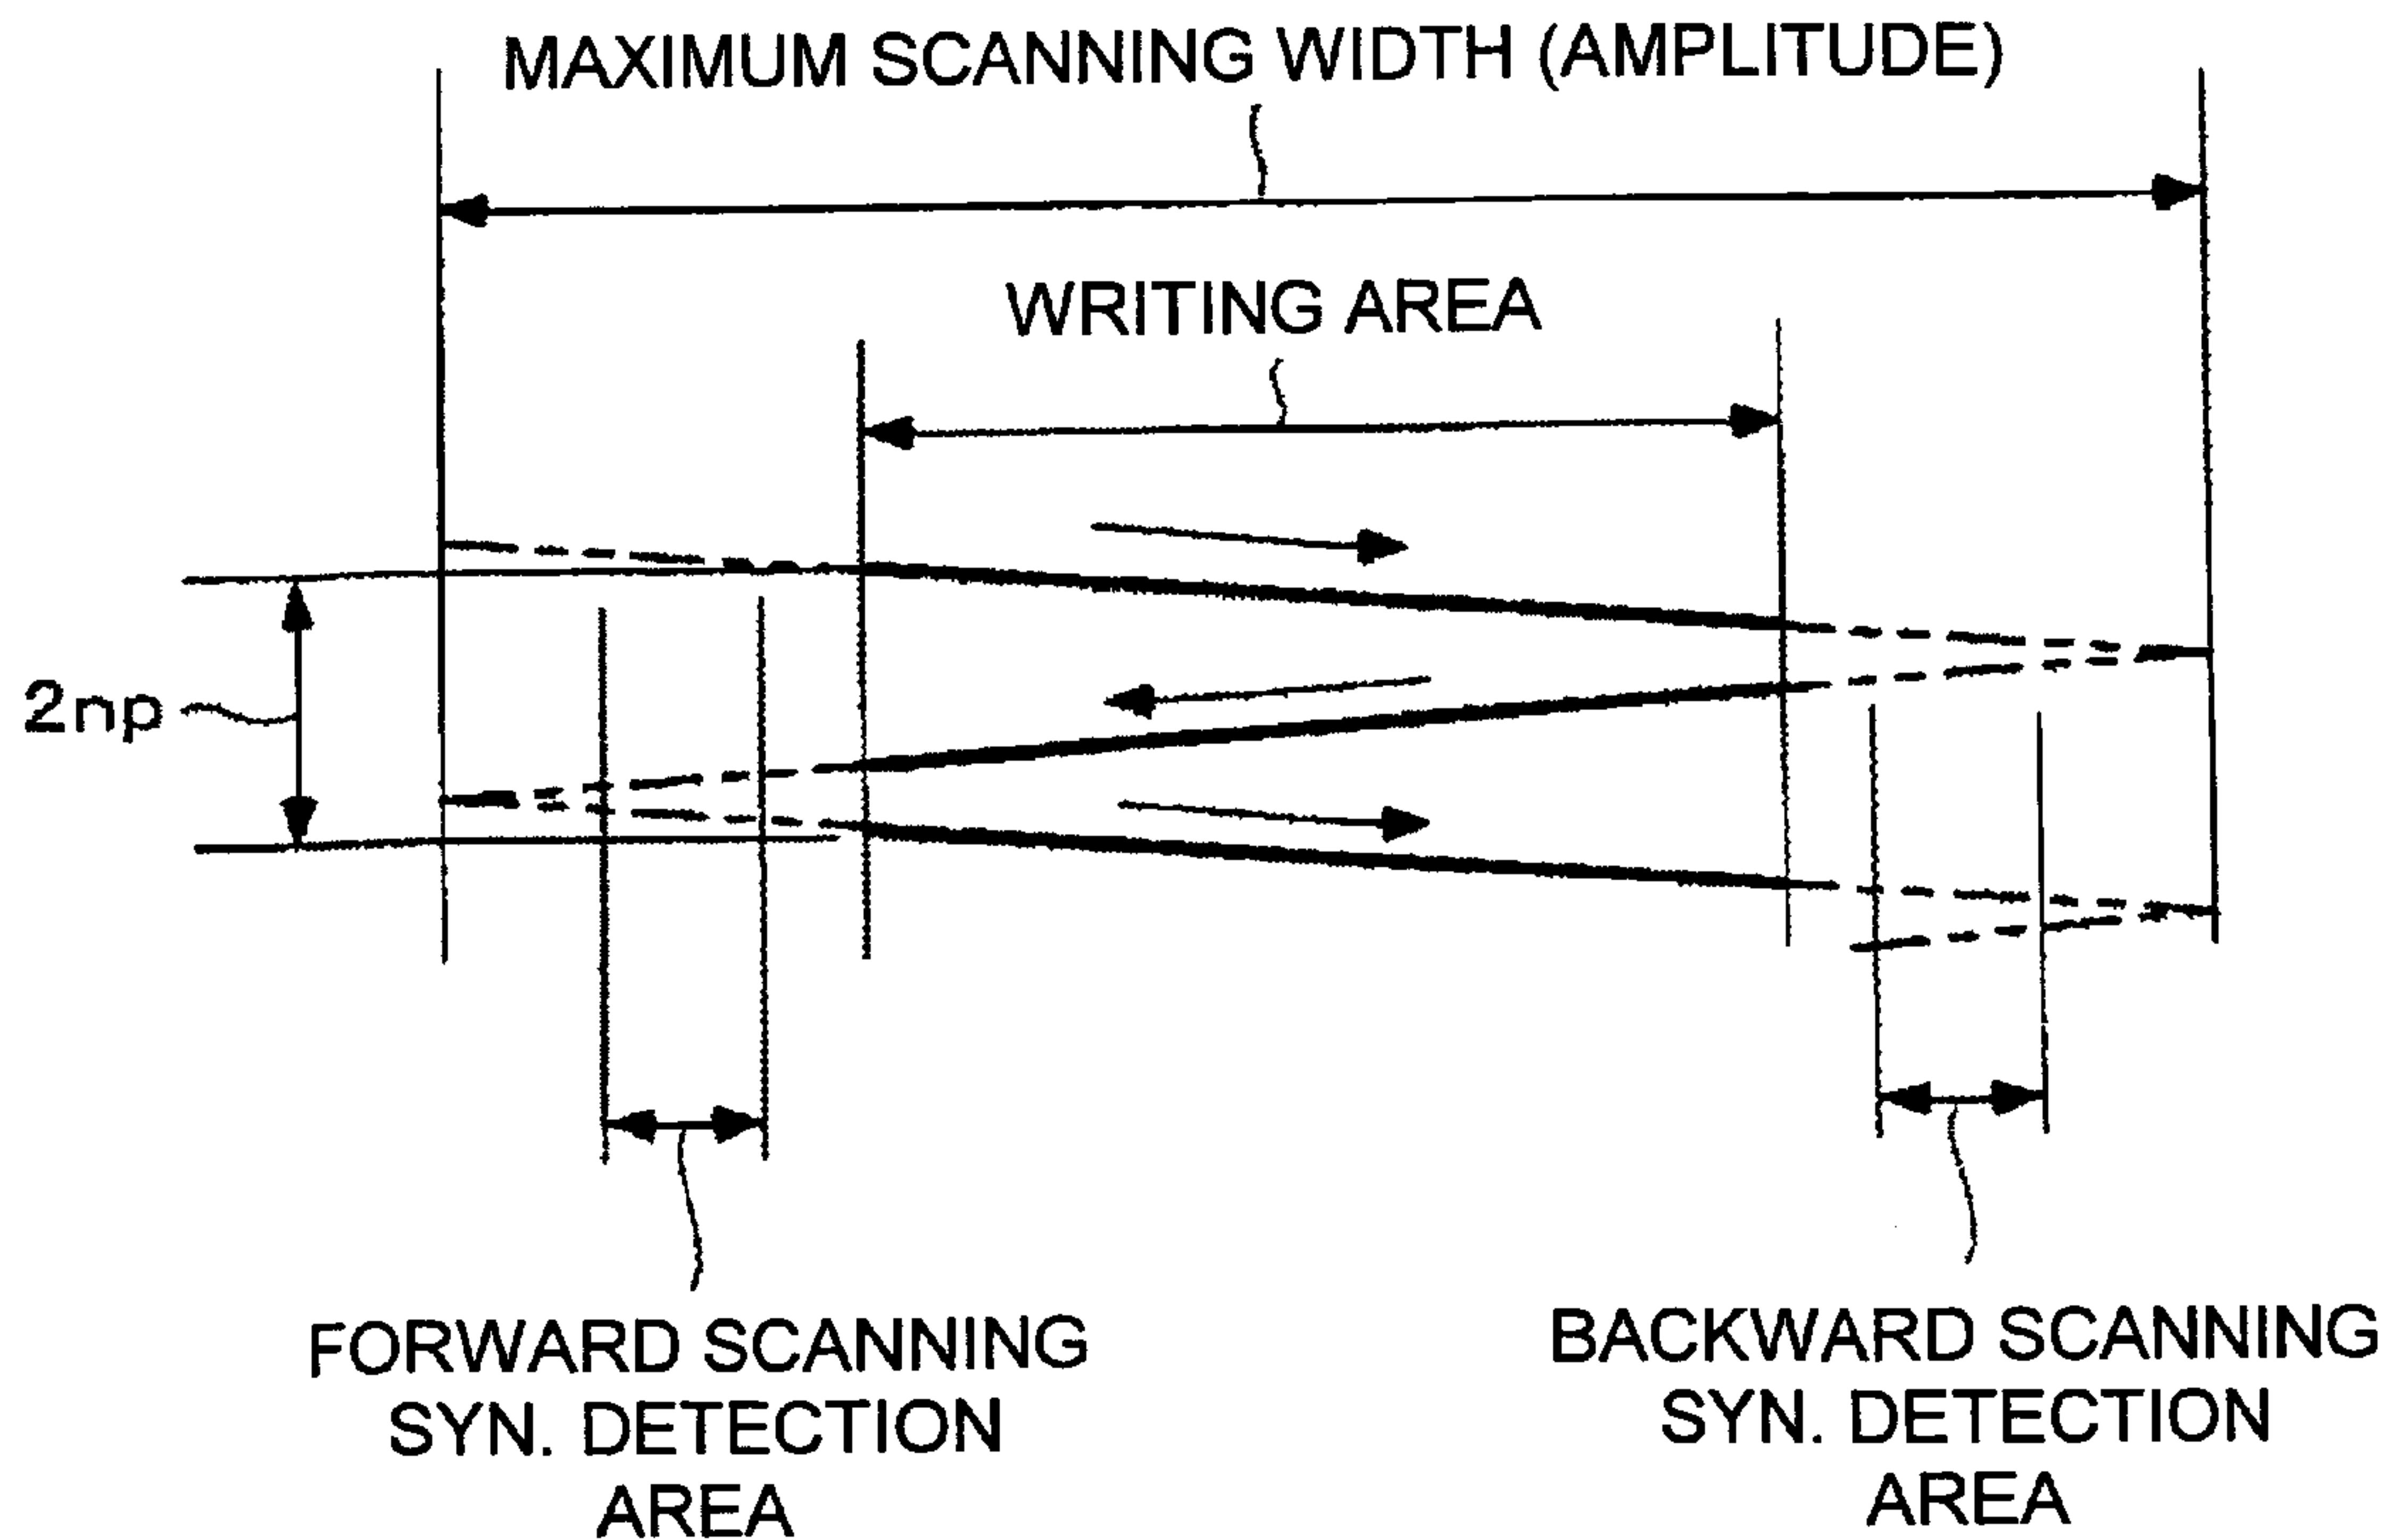 MAXIMUM SCANNING WIDTH (AMPLITUDE)
WRITING AREA
2np
FORWARD SCANNING
SYN. DETECTION
AREA
BACKWARD SCANNING
SYN. DETECTION
AREA